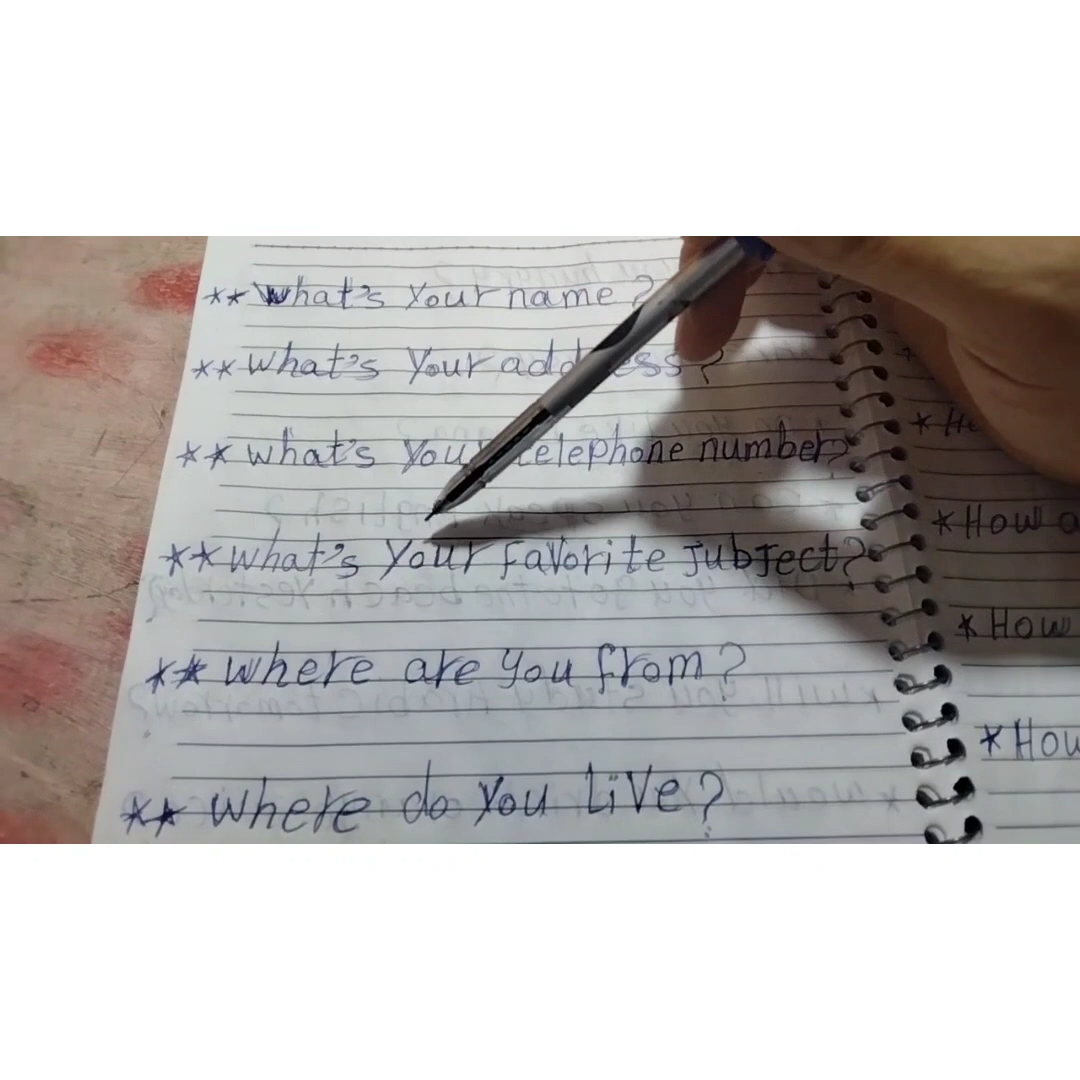 ** What's your name?
** what's your address?
** what's your telephone number?
** what's your favorite subject?
** where are you from?
** where do you live?
* How
* How
* How